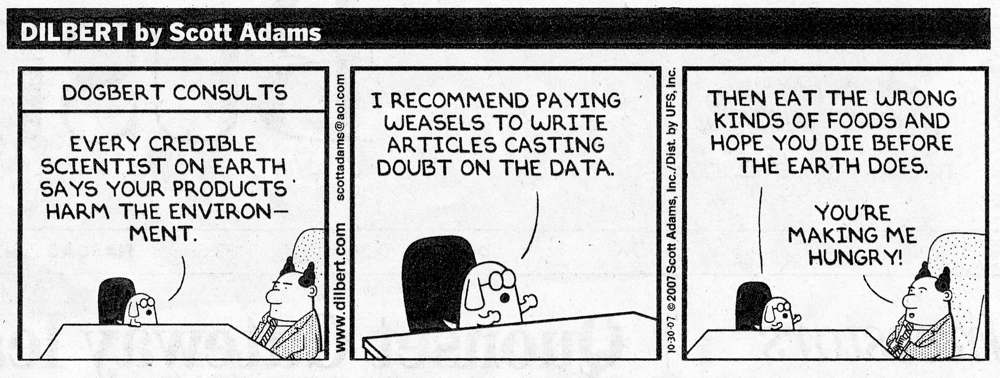 DILBERT by Scott Adams
DOGBERT CONSULTS
EVERY CREDIBLE
SCIENTIST ON EARTH
SAYS YOUR PRODUCTS
HARM THE ENVIRON—
MENT.
www.dilbert.com scottadams@aol.com
I RECOMMEND PAYING
WEASELS TO WRITE
ARTICLES CASTING
DOUBT ON THE DATA.
10-30-07 ©2007 Scott Adams, Inc./Dist. by UFS, Inc.
THEN EAT THE WRONG
KINDS OF FOODS AND
HOPE YOU DIE BEFORE
THE EARTH DOES.
YOU'RE
MAKING ME
HUNGRY!